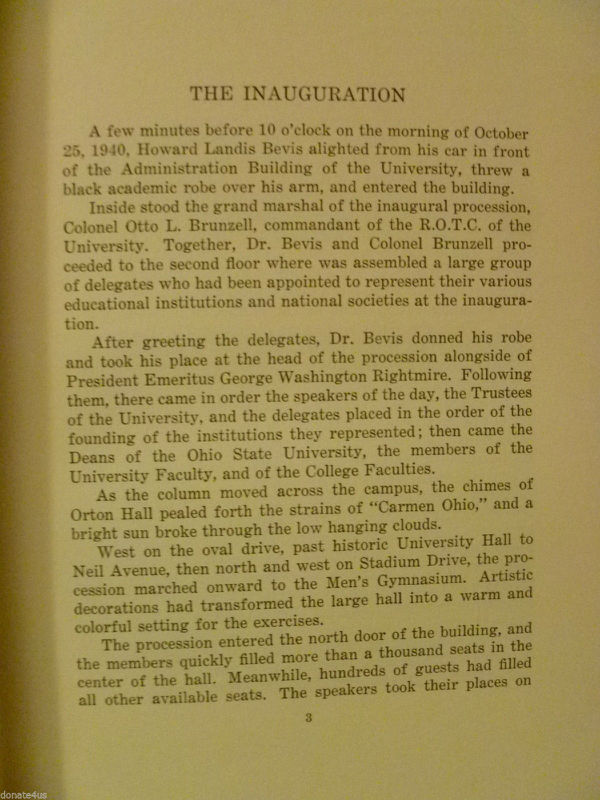 THE INAUGURATION
A few minutes before 10 o'clock on the morning of October
25, 1940, Howard Landis Bevis alighted from his car in front
of the Administration Building of the University, threw a
black academic robe over his arm, and entered the building.
Inside stood the grand marshal of the inaugural procession,
Colonel Otto L. Brunzell, commandant of the R.O.T.C. of the
University. Together, Dr. Bevis and Colonel Brunzell pro-
ceeded to the second floor where was assembled a large group
of delegates who had been appointed to represent their various
educational institutions and national societies at the inaugura-
tion.
After greeting the delegates, Dr. Bevis donned his robe
and took his place at the head of the procession alongside of
President Emeritus George Washington Rightmire. Following
them, there came in order the speakers of the day, the Trustees
of the University, and the delegates placed in the order of the
founding of the institutions they represented; then came the
Deans of the Ohio State University, the members of the
University Faculty, and of the College Faculties.
As the column moved across the campus, the chimes of
Orton Hall pealed forth the strains of "Carmen Ohio," and a
bright sun broke through the low hanging clouds.
West on the oval drive, past historic University Hall to
Neil Avenue, then north and west on Stadium Drive, the pro-
cession marched onward to the Men's Gymnasium. Artistic
decorations had transformed the large hall into a warm and
colorful setting for the exercises.
The procession entered the north door of the building, and
the members quickly filled more than a thousand seats in the
center of the hall. Meanwhile, hundreds of guests had filled
all other available seats. The speakers took their places on
3
donate4us